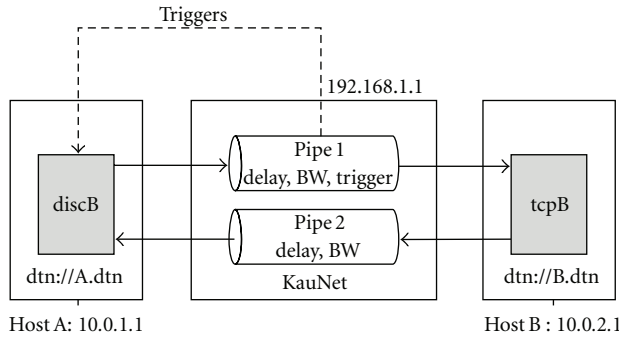 Triggers
192.168.1.1
Pipe 1
delay, BW, trigger
discB
tcpB
Pipe 2
delay, BW
dtn://A.dtn
KauNet
dtn://B.dtn
Host A: 10.0.1.1
Host B : 10.0.2.1